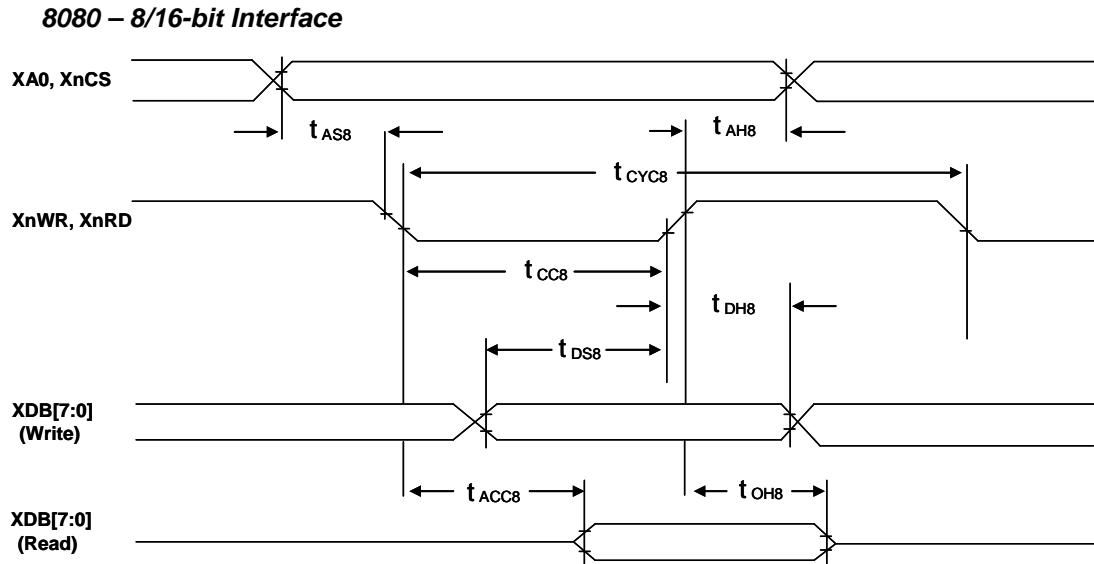 8080 – 8/16-bit Interface
XA0, XnCS
t AS8
t AH8
t CYC8
XnWR, XnRD
t CC8
t DH8
t DS8
XDB[7:0]
(Write)
t ACC8
t OH8
XDB[7:0]
(Read)